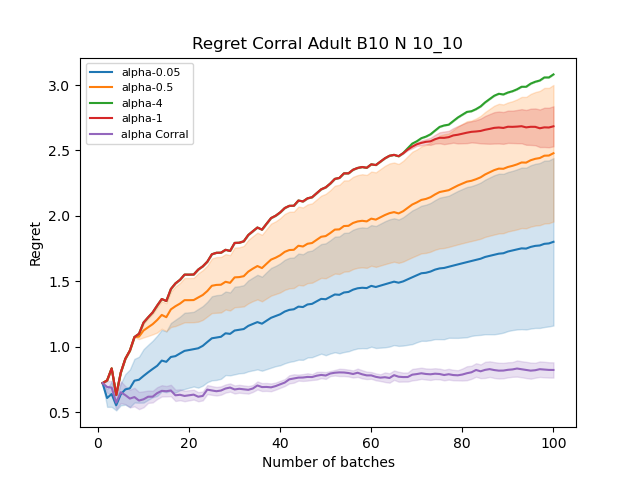 Regret Corral Adult B10 N 10_10
alpha-0.05
alpha-0.5
alpha-4
alpha-1
alpha Corral
Regret
3.0
2.5
2.0
1.5
1.0
0.5
0 20 40 60 80 100
Number of batches